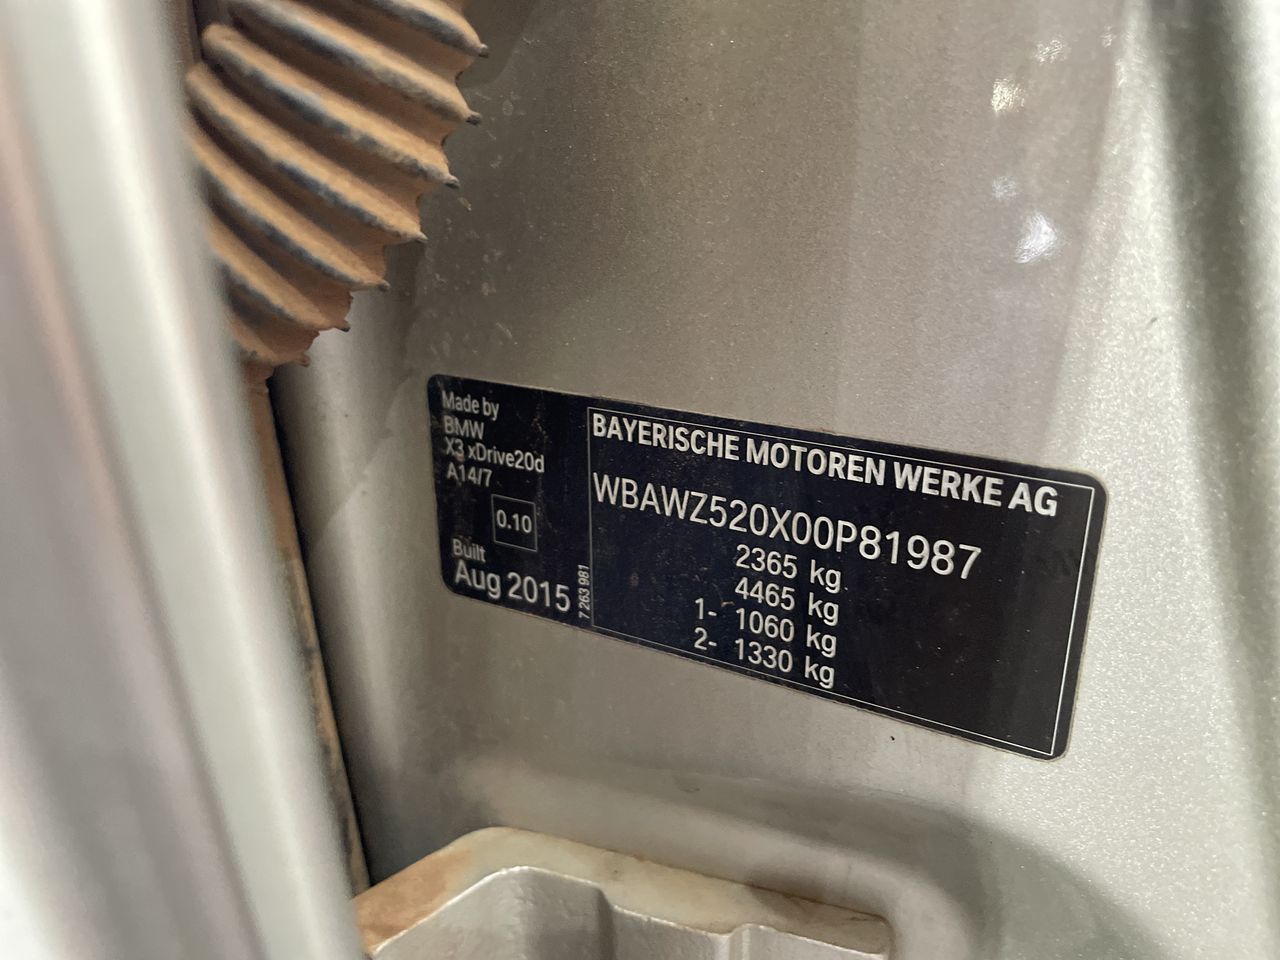 Made by
BMW
X3 xDrive20d
A14/7
0.10
Built
Aug 2015
7 263 981
BAYERISCHE MOTOREN WERKE AG
WBAWZ520X00P81987
2365 kg
4465 kg
1- 1060 kg
2- 1330 kg